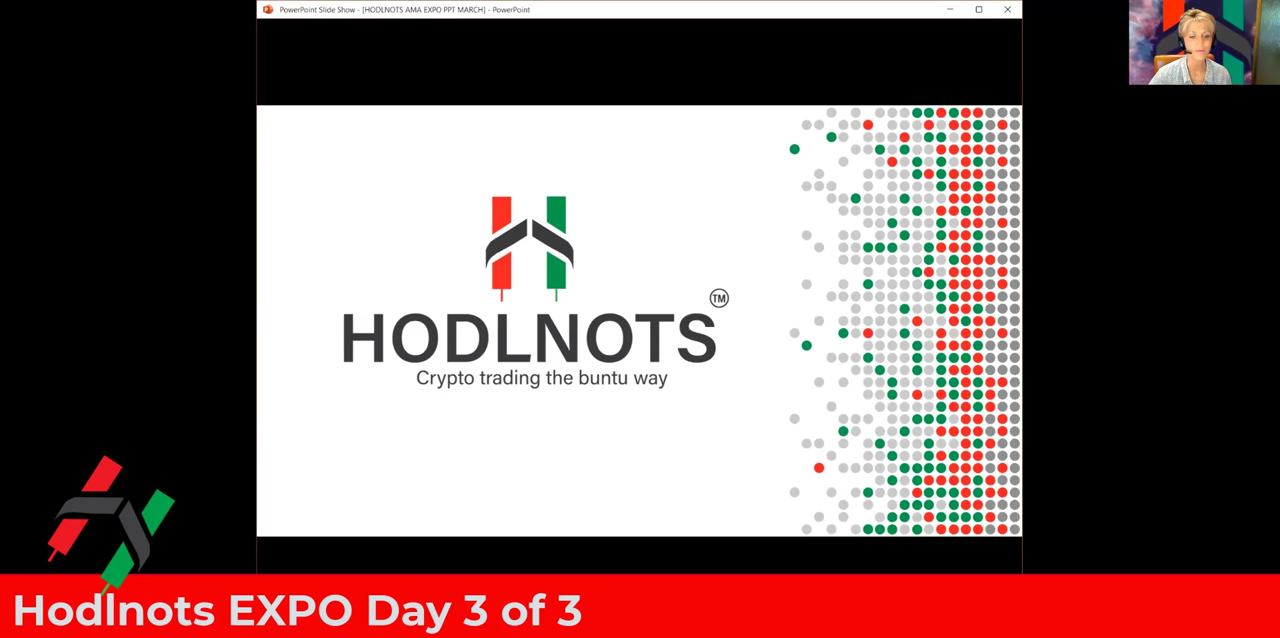 PowerPoint Slide Show - [HODLNOTS AMA EXPO PPT MARCH] - PowerPoint
HODLNOTS TM
Crypto trading the buntu way
Hodlnots EXPO Day 3 of 3